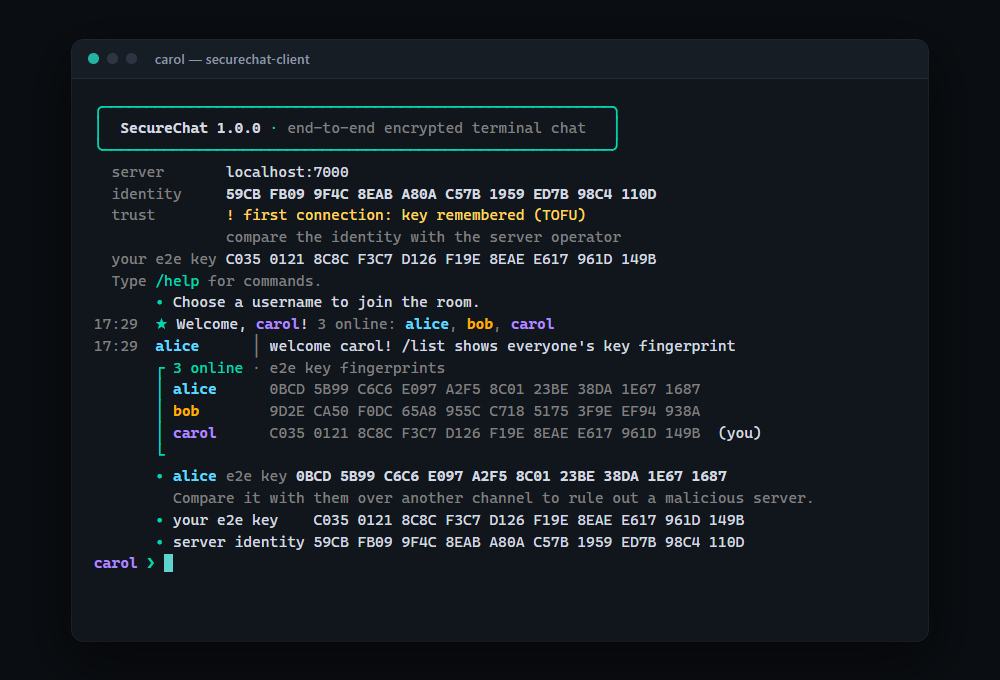 carol — securechat-client
SecureChat 1.0.0 · end-to-end encrypted terminal chat
server localhost:7000
identity 59CB FB09 9F4C 8EAB A80A C57B 1959 ED7B 98C4 110D
trust ! first connection: key remembered (TOFU)
compare the identity with the server operator
your e2e key C035 0121 8C8C F3C7 D126 F19E 8EAE E617 961D 149B
Type /help for commands.
• Choose a username to join the room.
17:29 ★ Welcome, carol! 3 online: alice, bob, carol
17:29 alice │ welcome carol! /list shows everyone's key fingerprint
3 online · e2e key fingerprints
alice 0BCD 5B99 C6C6 E097 A2F5 8C01 23BE 38DA 1E67 1687
bob 9D2E CA50 F0DC 65A8 955C C718 5175 3F9E EF94 938A
carol C035 0121 8C8C F3C7 D126 F19E 8EAE E617 961D 149B (you)
• alice e2e key 0BCD 5B99 C6C6 E097 A2F5 8C01 23BE 38DA 1E67 1687
Compare it with them over another channel to rule out a malicious server.
• your e2e key C035 0121 8C8C F3C7 D126 F19E 8EAE E617 961D 149B
• server identity 59CB FB09 9F4C 8EAB A80A C57B 1959 ED7B 98C4 110D
carol ❯